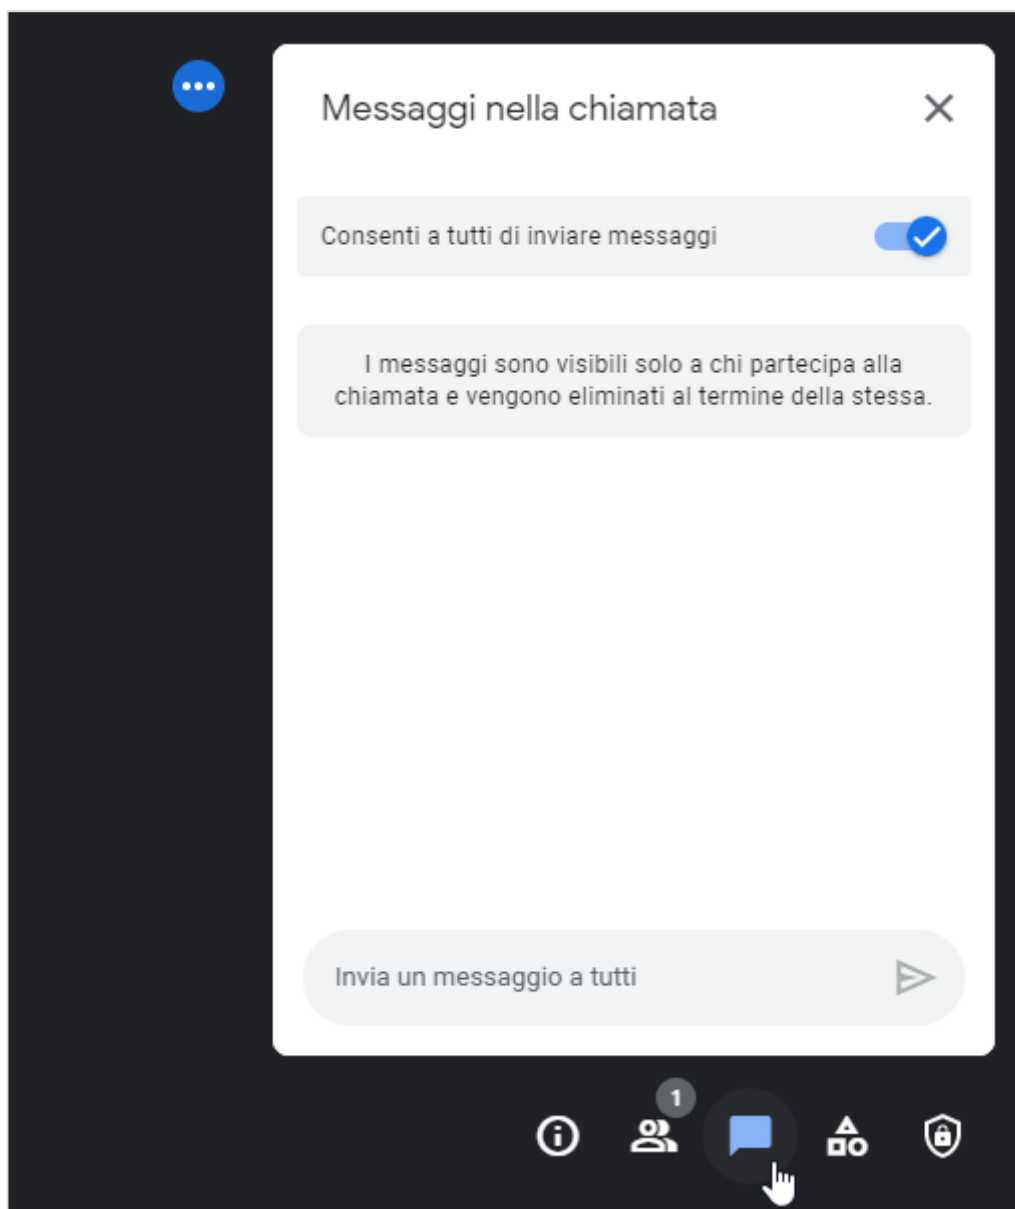 Messaggi nella chiamata
Consenti a tutti di inviare messaggi
I messaggi sono visibili solo a chi partecipa alla
chiamata e vengono eliminati al termine della stessa.
Invia un messaggio a tutti
1